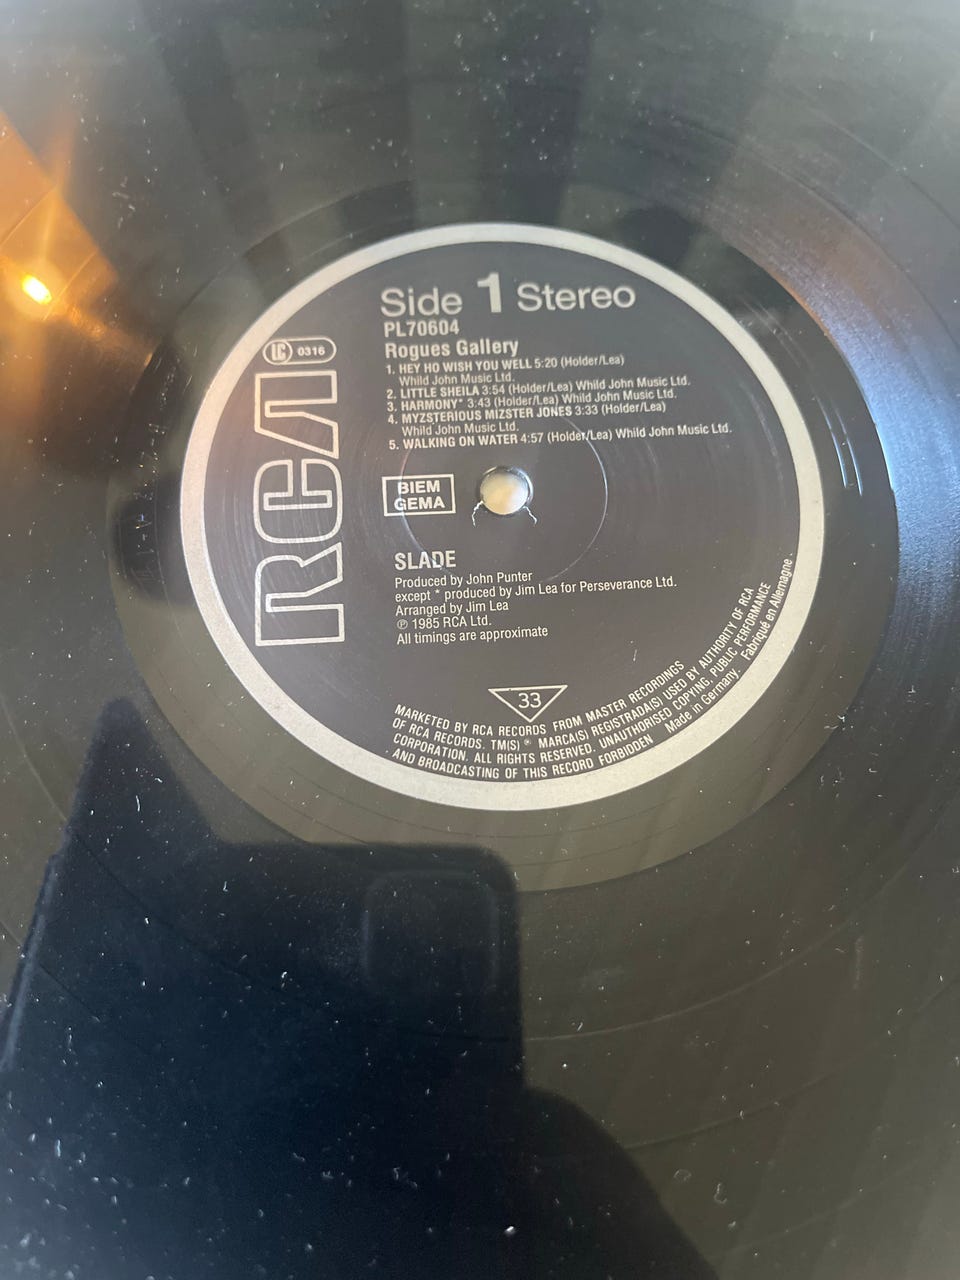 Side 1 Stereo
PL70604
Rogues Gallery
1. HEY HO WISH YOU WELL 5:20 (Holder/Lea)
Whild John Music Ltd.
2. LITTLE SHEILA 3:54 (Holder/Lea) Whild John Music Ltd.
3. HARMONY* 3:43 (Holder/Lea) Whild John Music Ltd.
4. MYZSTERIOUS MIZSTER JONES 3:33 (Holder/Lea)
Whild John Music Ltd.
5. WALKING ON WATER 4:57 (Holder/Lea) Whild John Music Ltd.
LC 0316
RCA
BIEM
GEMA
SLADE
Produced by John Punter
except * produced by Jim Lea for Perseverance Ltd.
Arranged by Jim Lea
℗ 1985 RCA Ltd.
All timings are approximate
33
MARKETED BY RCA RECORDS FROM MASTER RECORDINGS
OF RCA RECORDS. TM(S) ® MARCA(S) REGISTRADA(S) USED BY AUTHORITY OF RCA
CORPORATION. ALL RIGHTS RESERVED. UNAUTHORISED COPYING, PUBLIC PERFORMANCE
AND BROADCASTING OF THIS RECORD FORBIDDEN Made in Germany. Fabriqué en Allemagne.